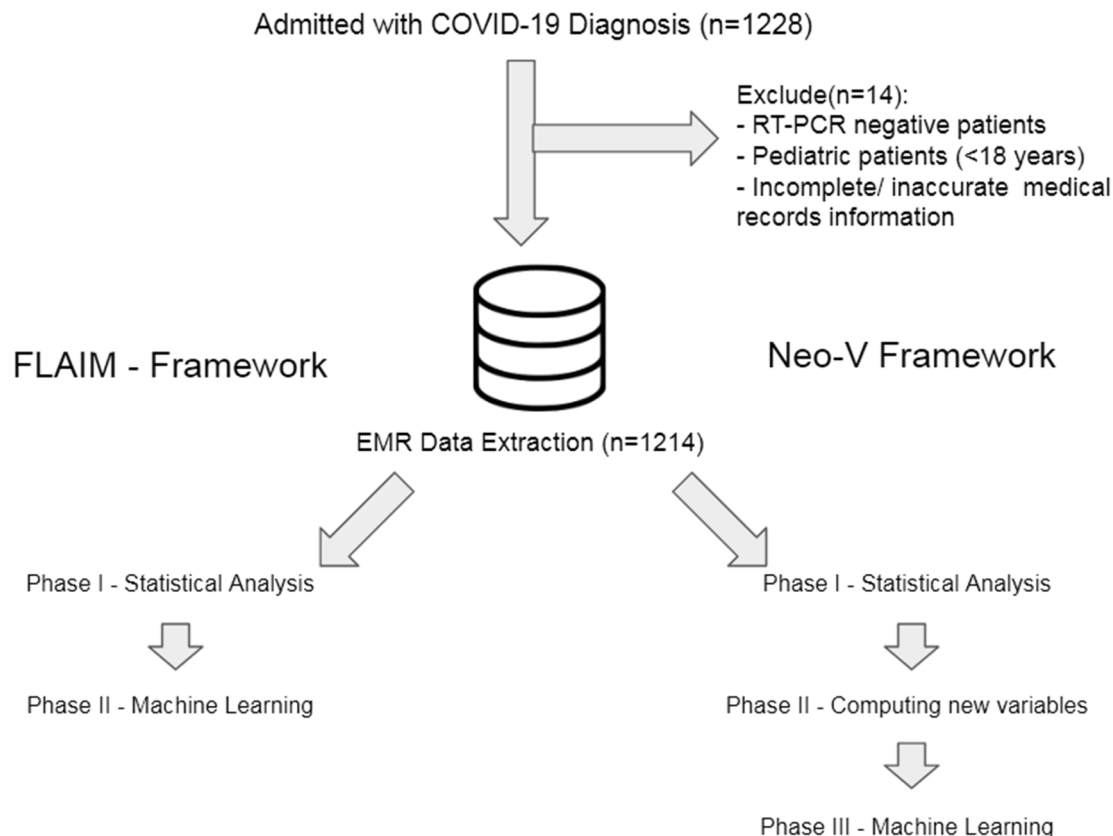 Admitted with COVID-19 Diagnosis (n=1228)
Exclude(n=14):
- RT-PCR negative patients
- Pediatric patients (<18 years)
- Incomplete/ inaccurate  medical
records information
FLAIM - Framework
Neo-V Framework
EMR Data Extraction (n=1214)
Phase I - Statistical Analysis
Phase II - Machine Learning
Phase I - Statistical Analysis
Phase II - Computing new variables
Phase III - Machine Learning